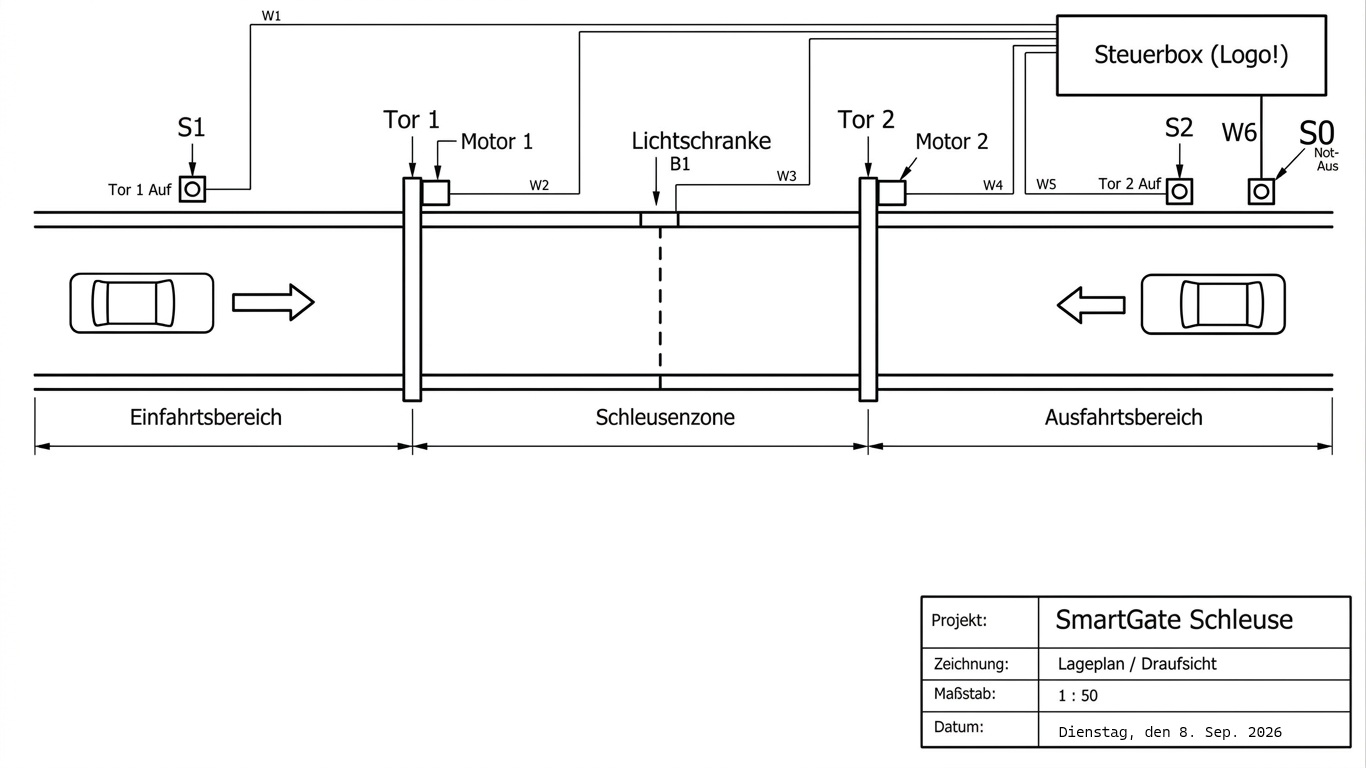 W1
Steuerbox (Logo!)
S1
Tor 1
Motor 1
Lichtschranke
B1
Tor 2
Motor 2
S2
W6
S0
Not-
Aus
Tor 1 Auf
W2
W3
W4
W5
Tor 2 Auf
Einfahrtsbereich
Schleusenzone
Ausfahrtsbereich
Projekt: SmartGate Schleuse
Zeichnung: Lageplan / Draufsicht
Maßstab: 1 : 50
Datum: Dienstag, den 8. Sep. 2026